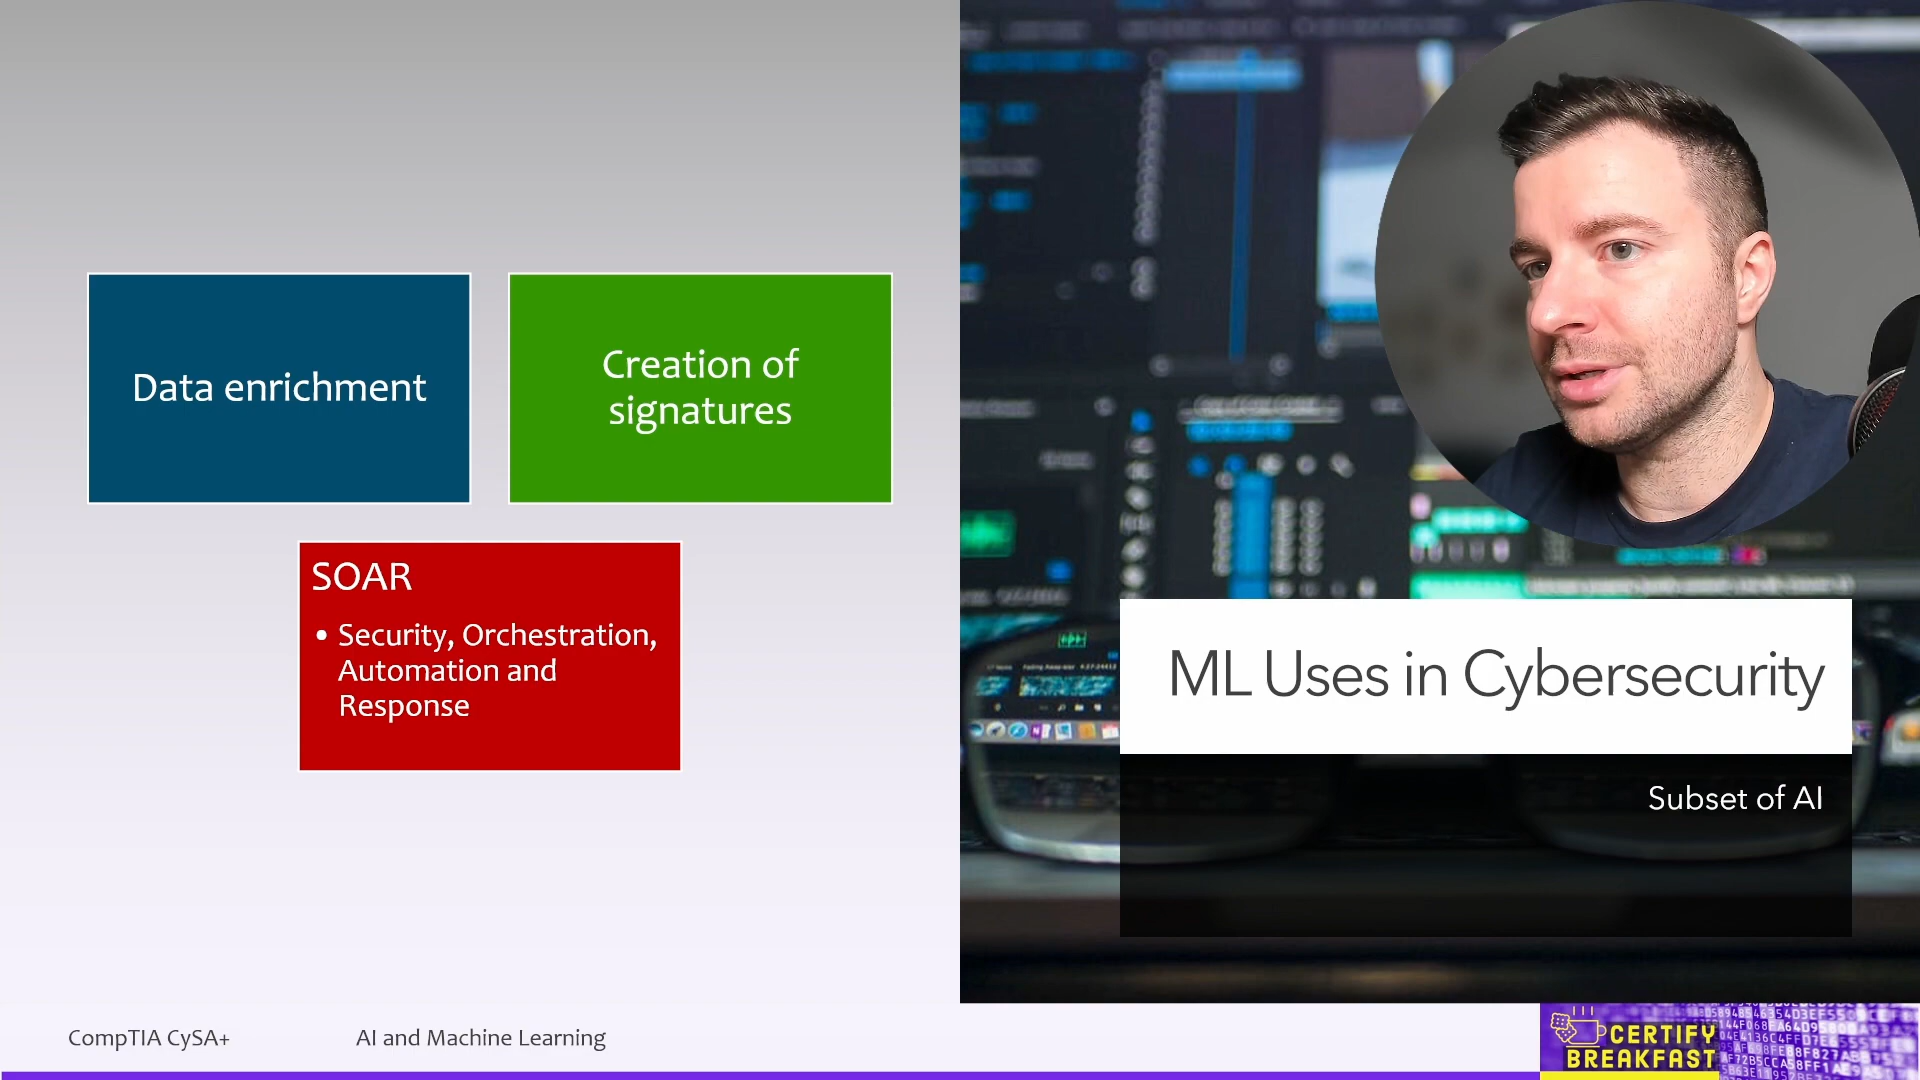 Data enrichment
Creation of
signatures
SOAR
• Security, Orchestration,
Automation and
Response
ML Uses in Cybersecurity
Subset of AI
CompTIA CySA+
AI and Machine Learning
CERTIFY
BREAKFAST